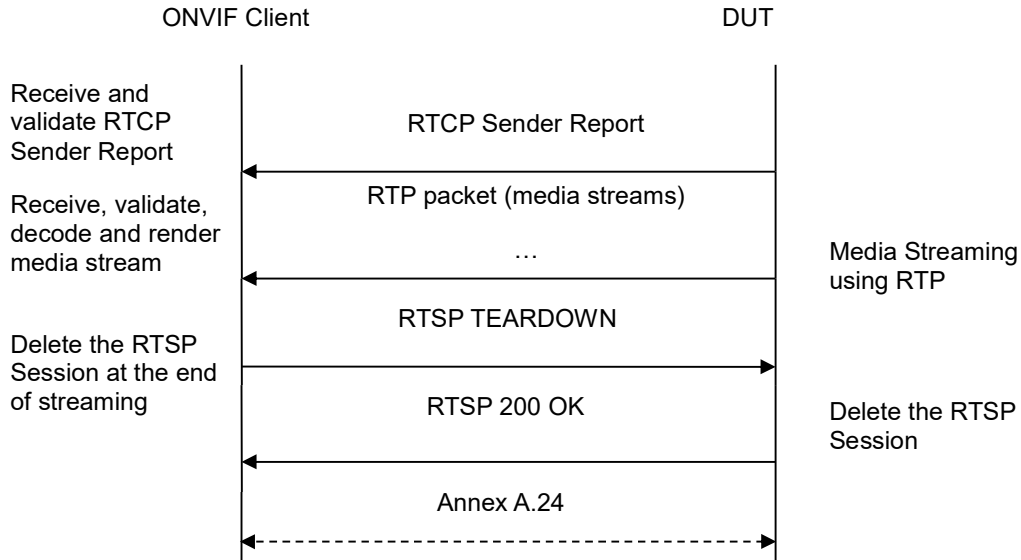 ONVIF Client
DUT
Receive and
validate RTCP
Sender Report
RTCP Sender Report
RTP packet (media streams)
Receive, validate,
decode and render
media stream
…
Media Streaming
using RTP
RTSP TEARDOWN
Delete the RTSP
Session at the end
of streaming
RTSP 200 OK
Delete the RTSP
Session
Annex A.24